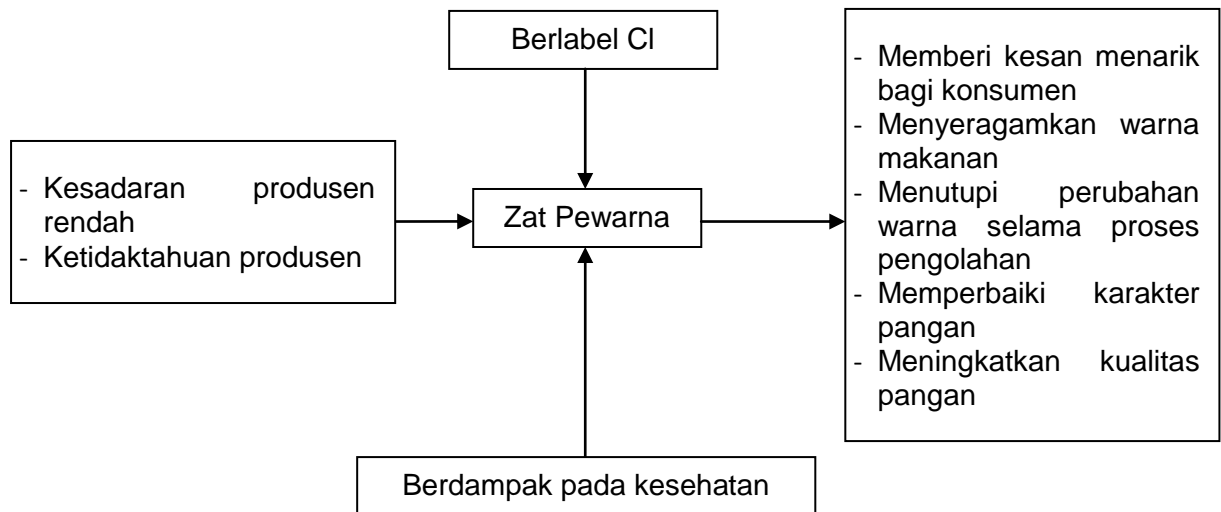 Berlabel Cl
- Kesadaran produsen
rendah
- Ketidaktahuan produsen
Zat Pewarna
- Memberi kesan menarik
bagi konsumen
- Menyeragamkan warna
makanan
- Menutupi perubahan
warna selama proses
pengolahan
- Memperbaiki karakter
pangan
- Meningkatkan kualitas
pangan
Berdampak pada kesehatan